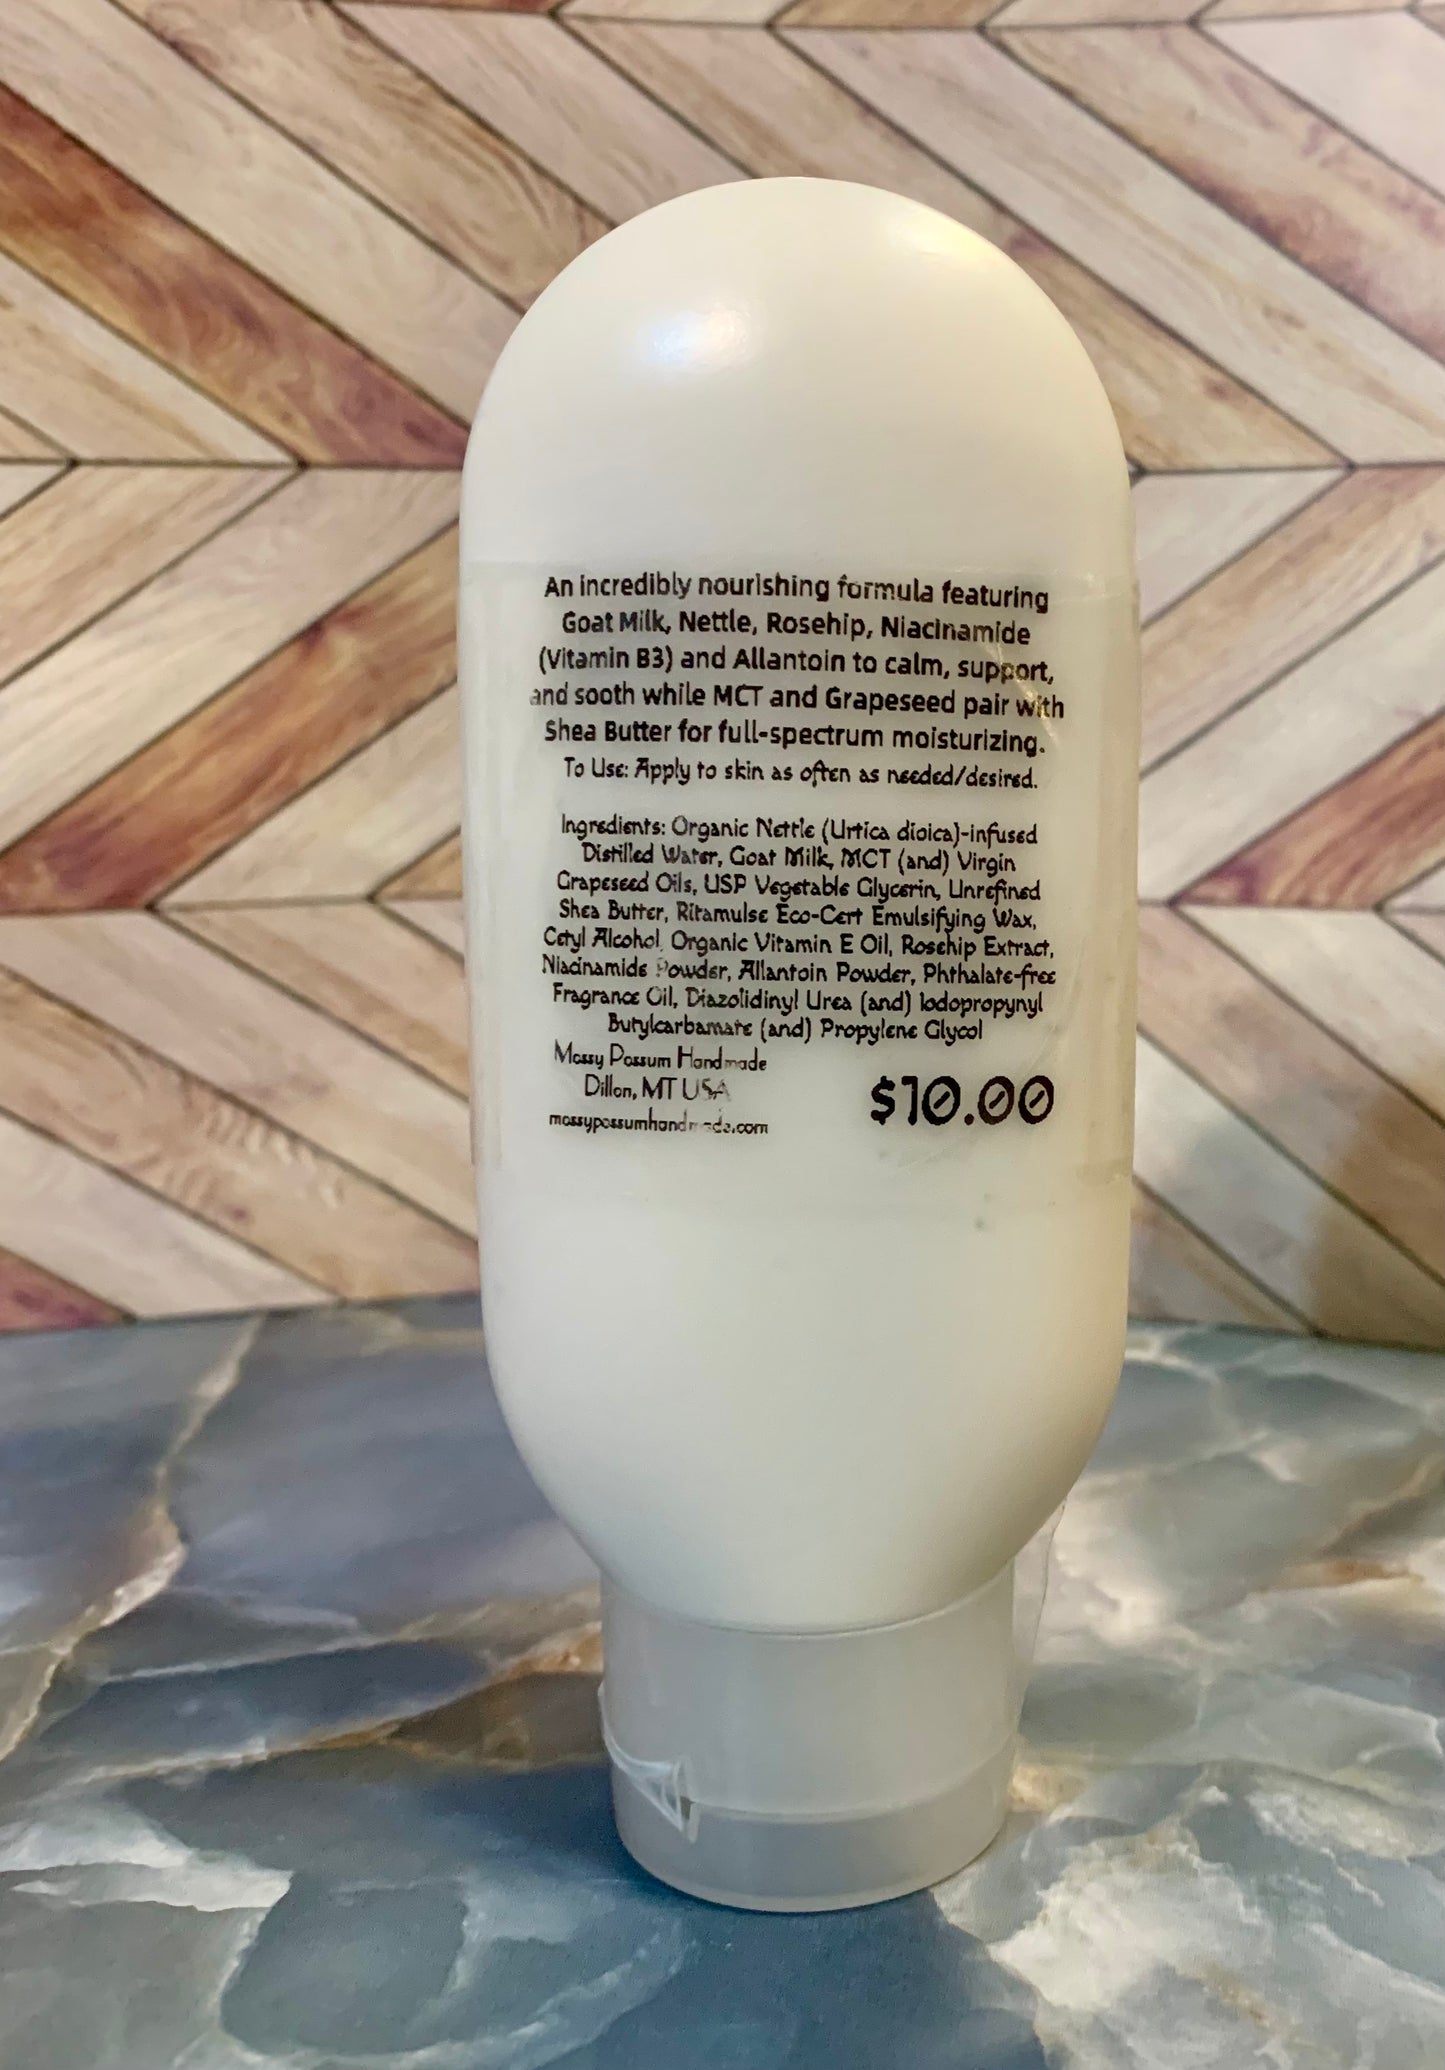 An incredibly nourishing formula featuring
Goat Milk, Nettle, Rosehip, Niacinamide
(Vitamin B3) and Allantoin to calm, support,
and sooth while MCT and Grapeseed pair with
Shea Butter for full-spectrum moisturizing.
To Use: Apply to skin as often as needed/desired.
Ingredients: Organic Nettle (Urtica dioica)-infused
Distilled Water, Goat Milk, MCT (and) Virgin
Grapeseed Oils, USP Vegetable Glycerin, Unrefined
Shea Butter, Ritamulse Eco-Cert Emulsifying Wax,
Cetyl Alcohol, Organic Vitamin E Oil, Rosehip Extract,
Niacinamide Powder, Allantoin Powder, Phthalate-free
Fragrance Oil, Diazolidinyl Urea (and) Iodopropynyl
Butylcarbamate (and) Propylene Glycol
Mossy Possum Handmade
Dillon, MT USA
mossypossumhandmade.com
$10.00